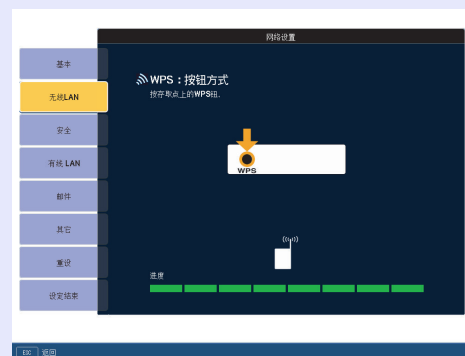 网络设置
基本
无线LAN
安全
有线 LAN
邮件
其它
重设
设定结束
WPS：按钮方式
按存取点上的WPS钮。
WPS
进度
ESC 返回